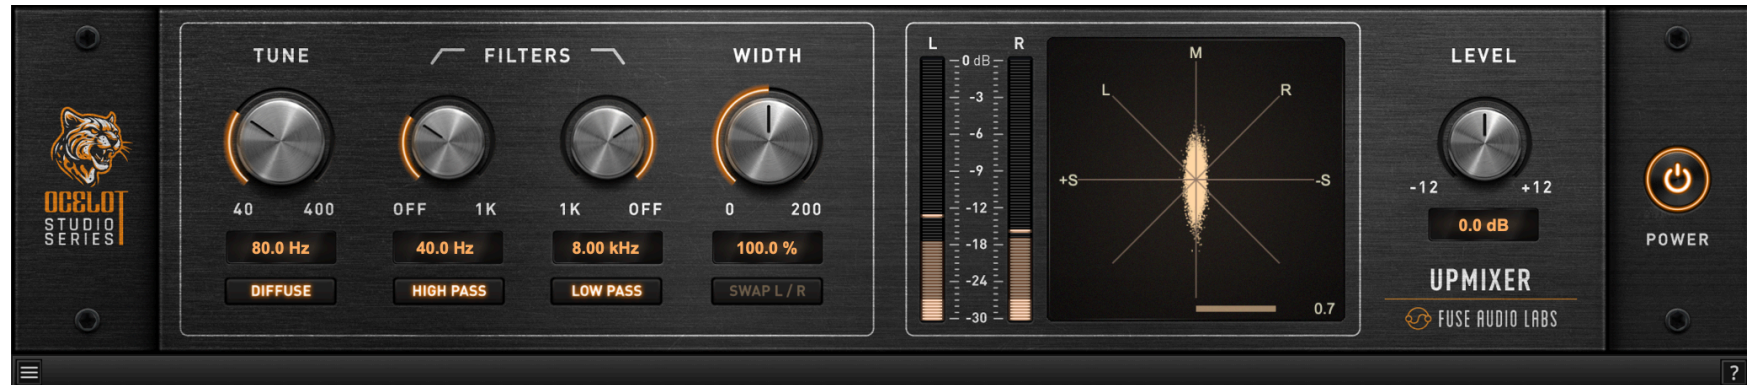 TUNE
FILTERS
WIDTH
40
400
OFF
1K
1K
OFF
0
200
80.0 Hz
40.0 Hz
8.00 kHz
100.0 %
DIFFUSE
HIGH PASS
LOW PASS
SWAP L / R
OCELOT
STUDIO
SERIES
L
R
0 dB
-3
-6
-9
-12
-18
-24
-30
M
L
R
+S
-S
0.7
LEVEL
-12
+12
0.0 dB
UPMIXER
FUSE AUDIO LABS
POWER
?